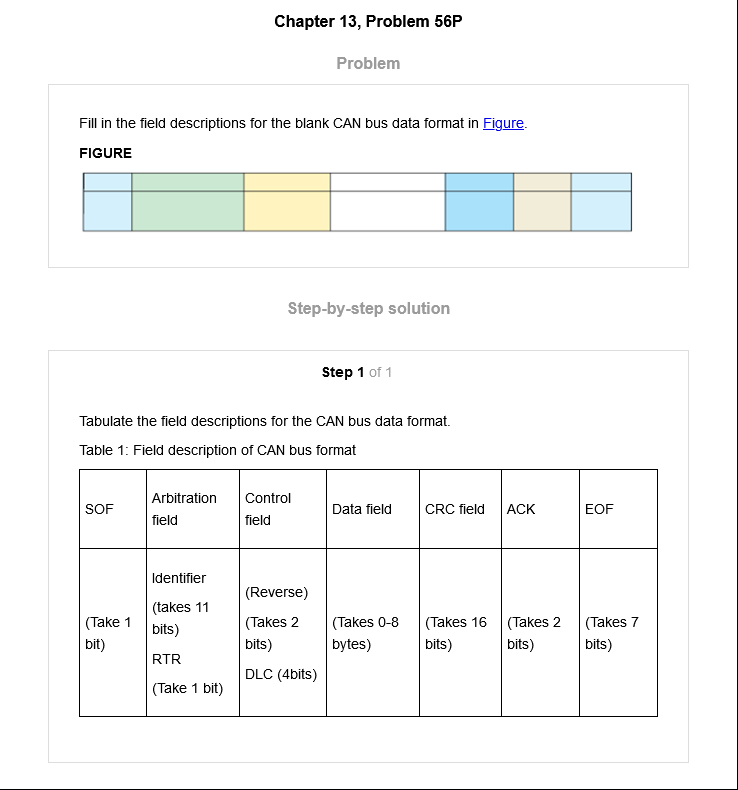 Chapter 13, Problem 56P
Problem
Fill in the field descriptions for the blank CAN bus data format in Figure.
FIGURE
Step-by-step solution
Step 1 of 1
Tabulate the field descriptions for the CAN bus data format.
Table 1: Field description of CAN bus format
SOF
Arbitration
field
Control
field
Data field
CRC field
ACK
EOF
(Take 1
bit)
Identifier
(takes 11
bits)
RTR
(Take 1 bit)
(Reverse)
(Takes 2
bits)
DLC (4bits)
(Takes 0-8
bytes)
(Takes 16
bits)
(Takes 2
bits)
(Takes 7
bits)